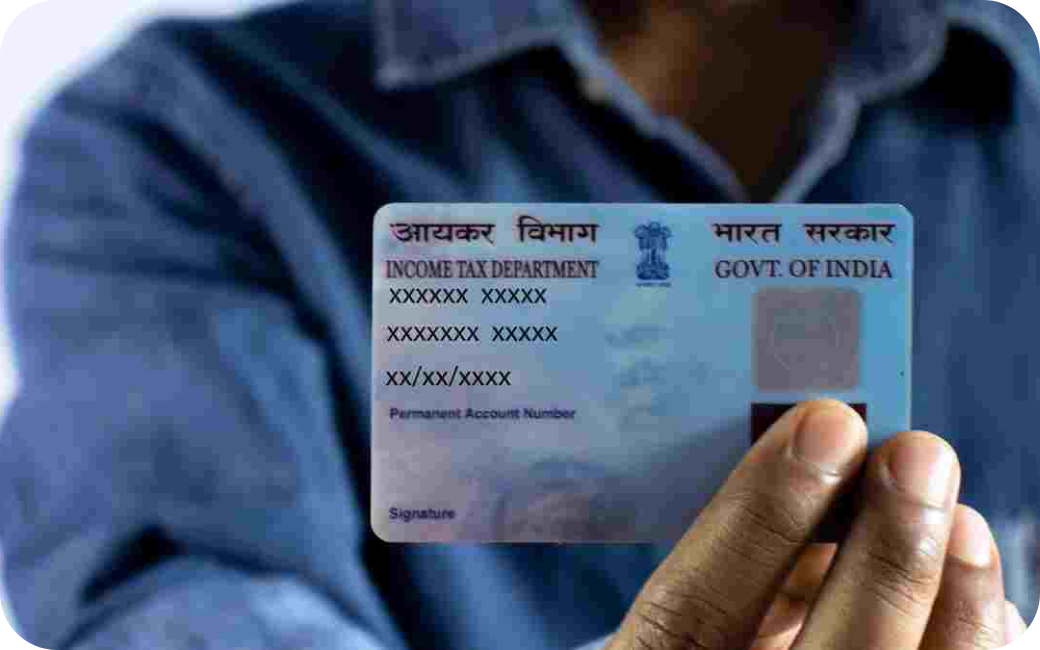 आयकर विभाग भारत सरकार
INCOME TAX DEPARTMENT GOVT. OF INDIA
XXXXXX XXXXX
XXXXXXX XXXXX
xx/xx/xxxx
Permanent Account Number
Signature